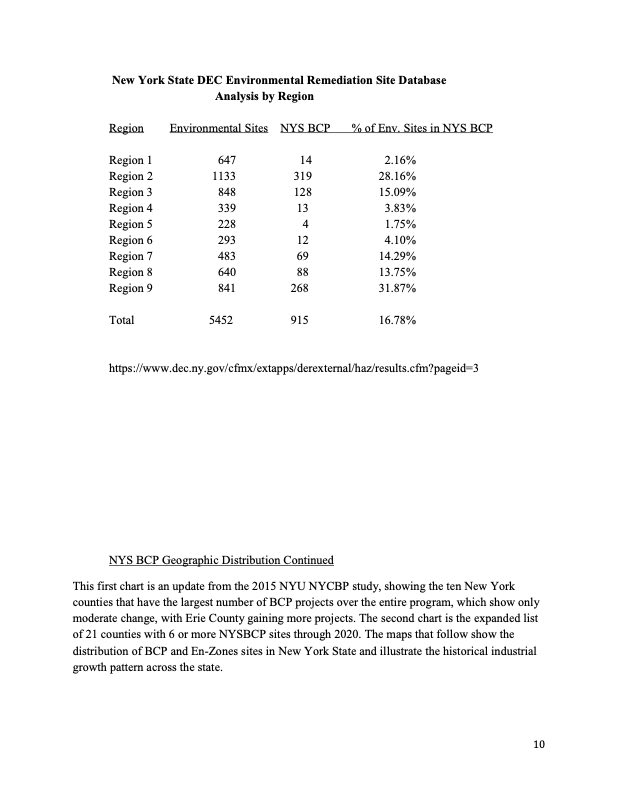 New York State DEC Environmental Remediation Site Database
Analysis by Region
Region Environmental Sites NYS BCP % of Env. Sites in NYS BCP
Region 1 647 14 2.16%
Region 2 1133 319 28.16%
Region 3 848 128 15.09%
Region 4 339 13 3.83%
Region 5 228 4 1.75%
Region 6 293 12 4.10%
Region 7 483 69 14.29%
Region 8 640 88 13.75%
Region 9 841 268 31.87%
Total 5452 915 16.78%
https://www.dec.ny.gov/cfmx/extapps/derexternal/haz/results.cfm?pageid=3
NYS BCP Geographic Distribution Continued
This first chart is an update from the 2015 NYU NYCBP study, showing the ten New York
counties that have the largest number of BCP projects over the entire program, which show only
moderate change, with Erie County gaining more projects. The second chart is the expanded list
of 21 counties with 6 or more NYSBCP sites through 2020. The maps that follow show the
distribution of BCP and En-Zones sites in New York State and illustrate the historical industrial
growth pattern across the state.
10